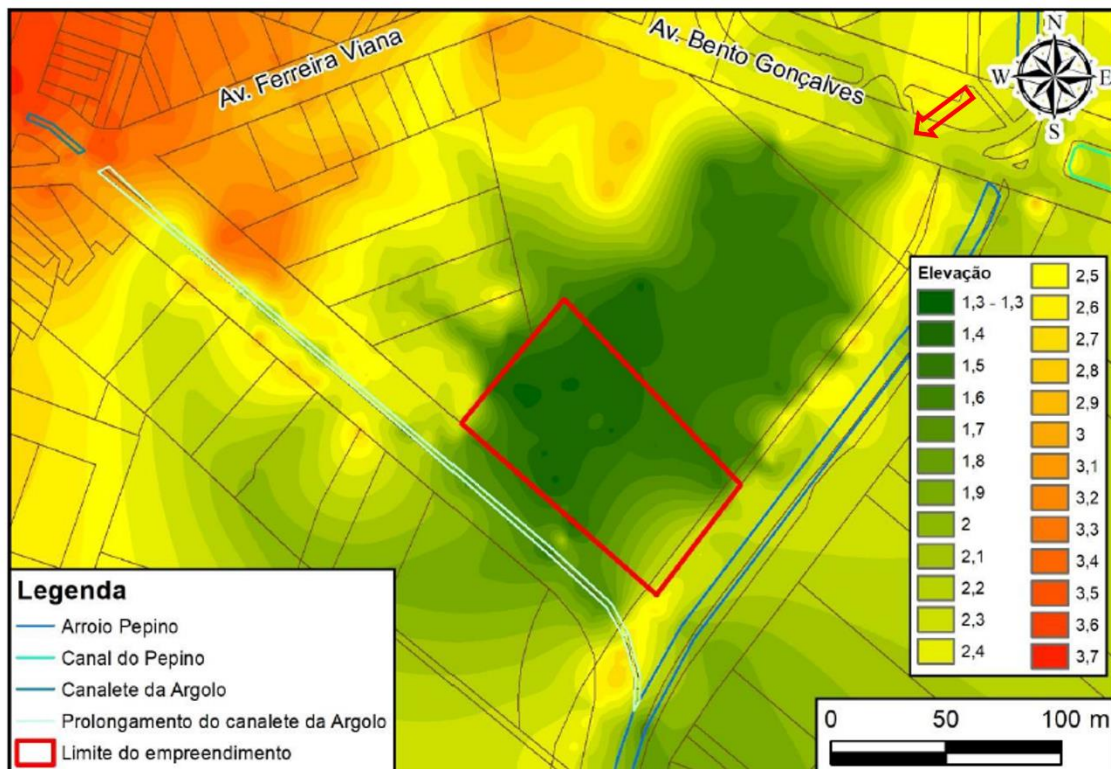 Av. Ferreira Viana
Av. Bento Gonçalves
N
W E
S
Elevação
1,3 - 1,3
1,4
1,5
1,6
1,7
1,8
1,9
2
2,1
2,2
2,3
2,4
2,5
2,6
2,7
2,8
2,9
3
3,1
3,2
3,3
3,4
3,5
3,6
3,7
Legenda
Arroio Pepino
Canal do Pepino
Canalete da Argolo
Prolongamento do canalete da Argolo
Limite do empreendimento
0 50 100 m